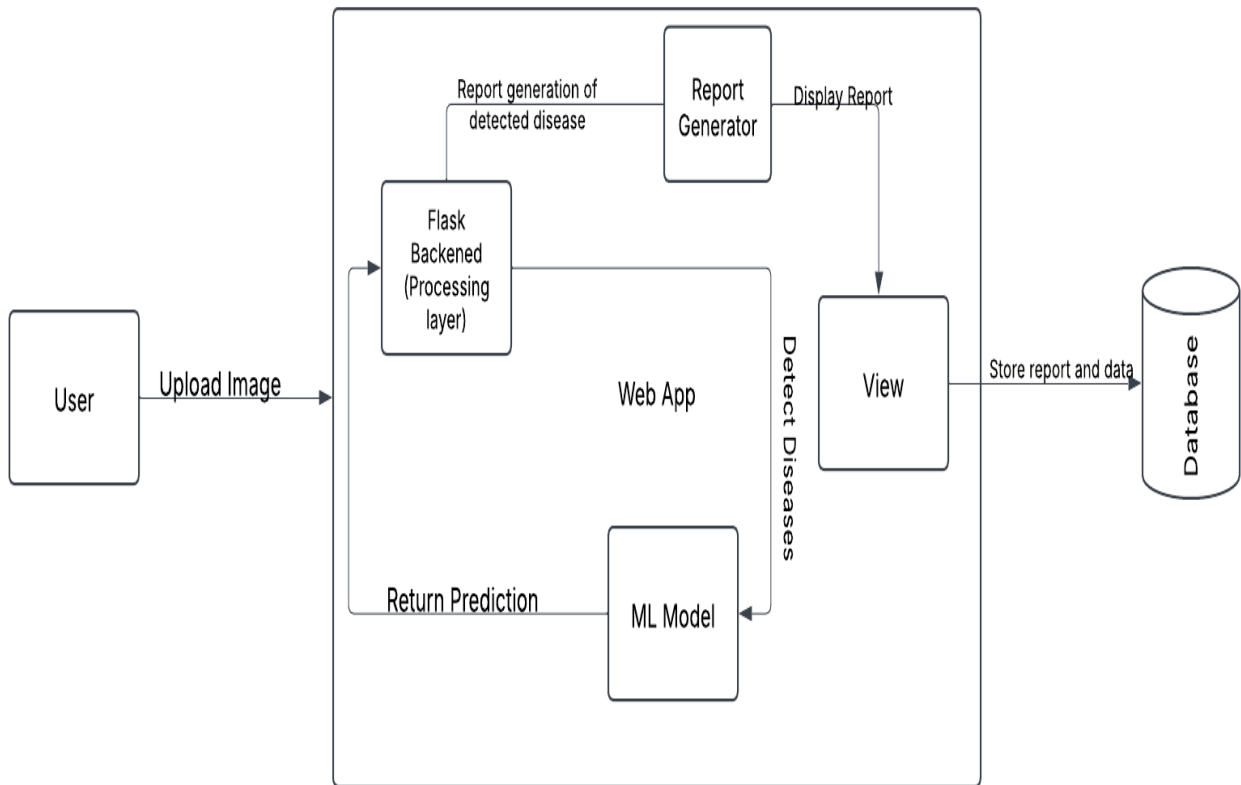 Report generation of
detected disease
Report
Generator
Display Report
Flask
Backened
(Processing
layer)
User
Upload Image
Web App
Detect Diseases
View
Store report and data
Database
Return Prediction
ML Model